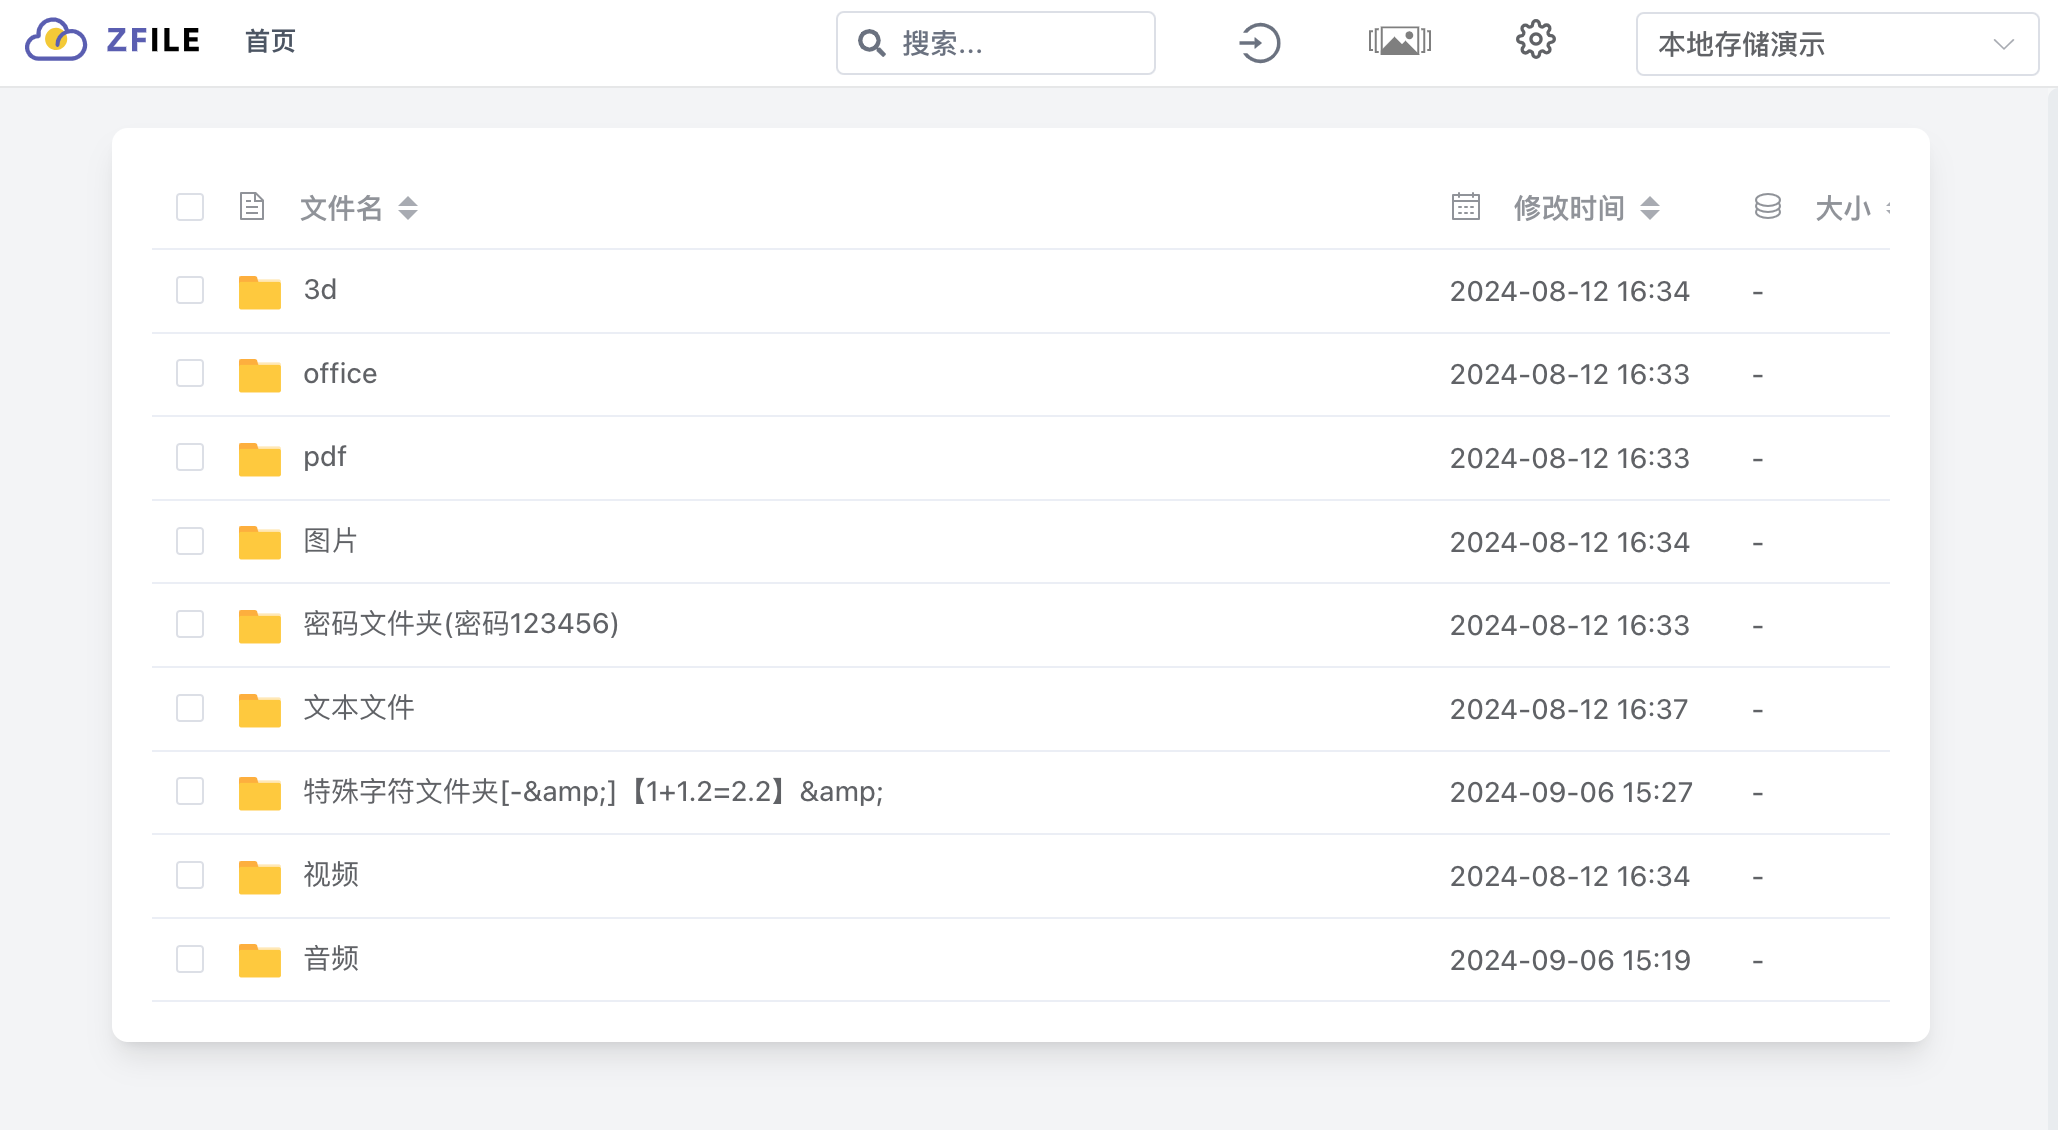 ZFILE 首页 搜索... 本地存储演示
文件名 修改时间 大小
3d 2024-08-12 16:34 -
office 2024-08-12 16:33 -
pdf 2024-08-12 16:33 -
图片 2024-08-12 16:34 -
密码文件夹(密码123456) 2024-08-12 16:33 -
文本文件 2024-08-12 16:37 -
特殊字符文件夹[-&amp;]【1+1.2=2.2】&amp; 2024-09-06 15:27 -
视频 2024-08-12 16:34 -
音频 2024-09-06 15:19 -